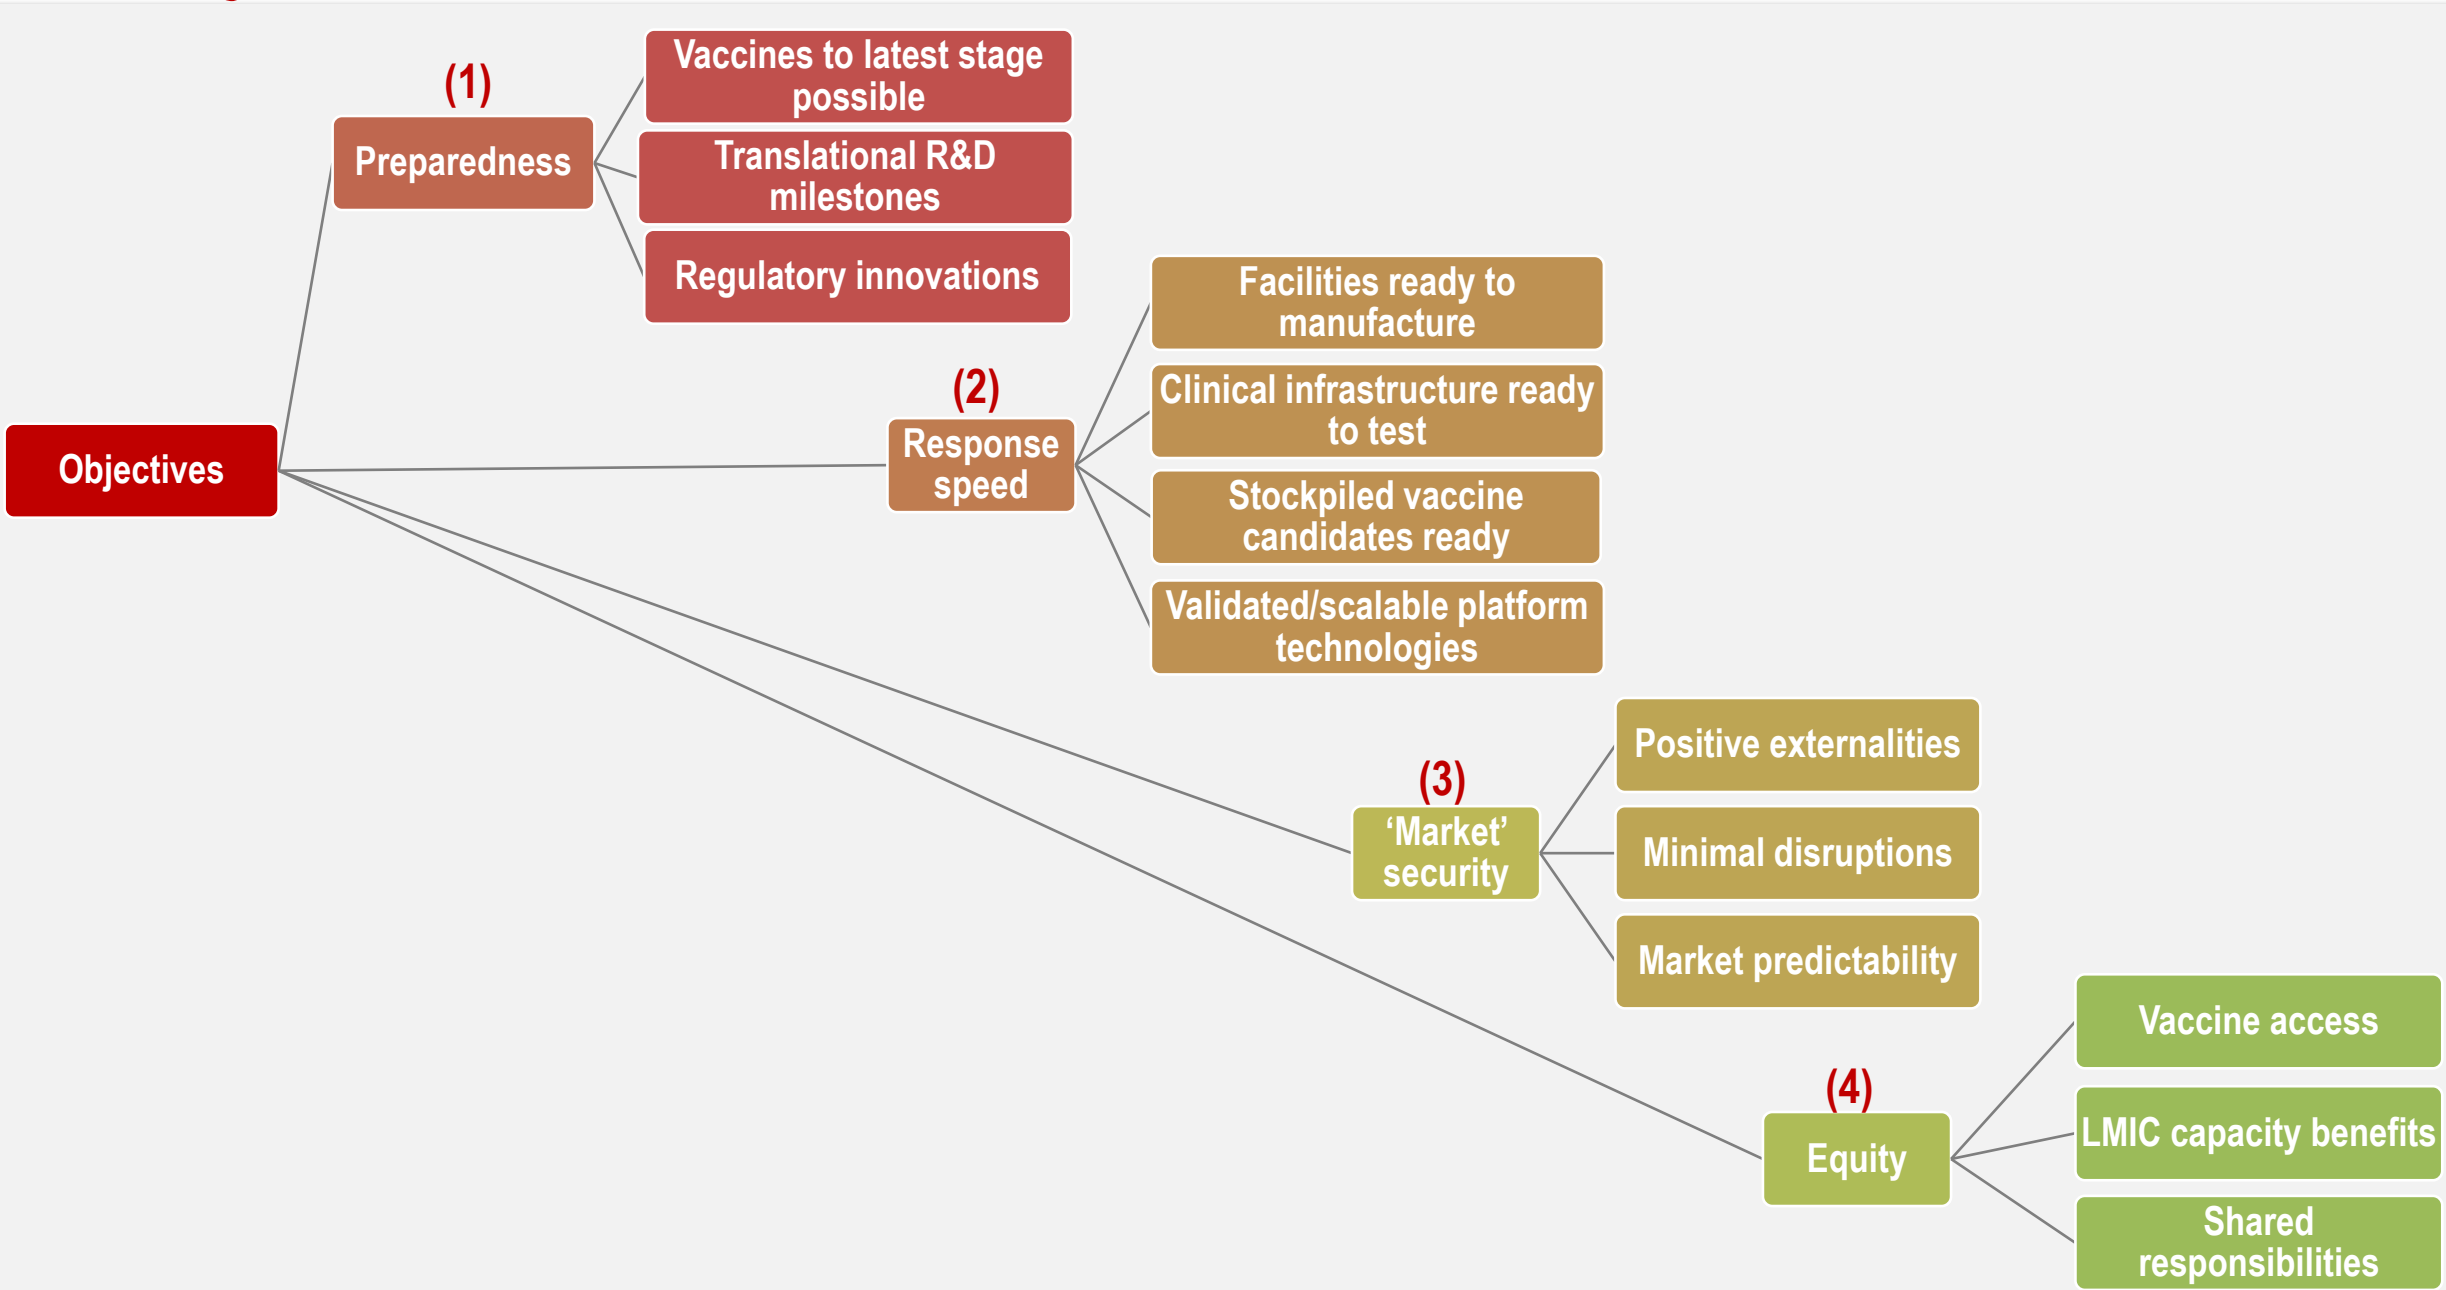 (1)
Preparedness
Vaccines to latest stage
possible
Translational R&D
milestones
Regulatory innovations
Objectives
(2)
Response
speed
Facilities ready to
manufacture
Clinical infrastructure ready
to test
Stockpiled vaccine
candidates ready
Validated/scalable platform
technologies
(3)
‘Market’
security
Positive externalities
Minimal disruptions
Market predictability
(4)
Equity
Vaccine access
LMIC capacity benefits
Shared
responsibilities